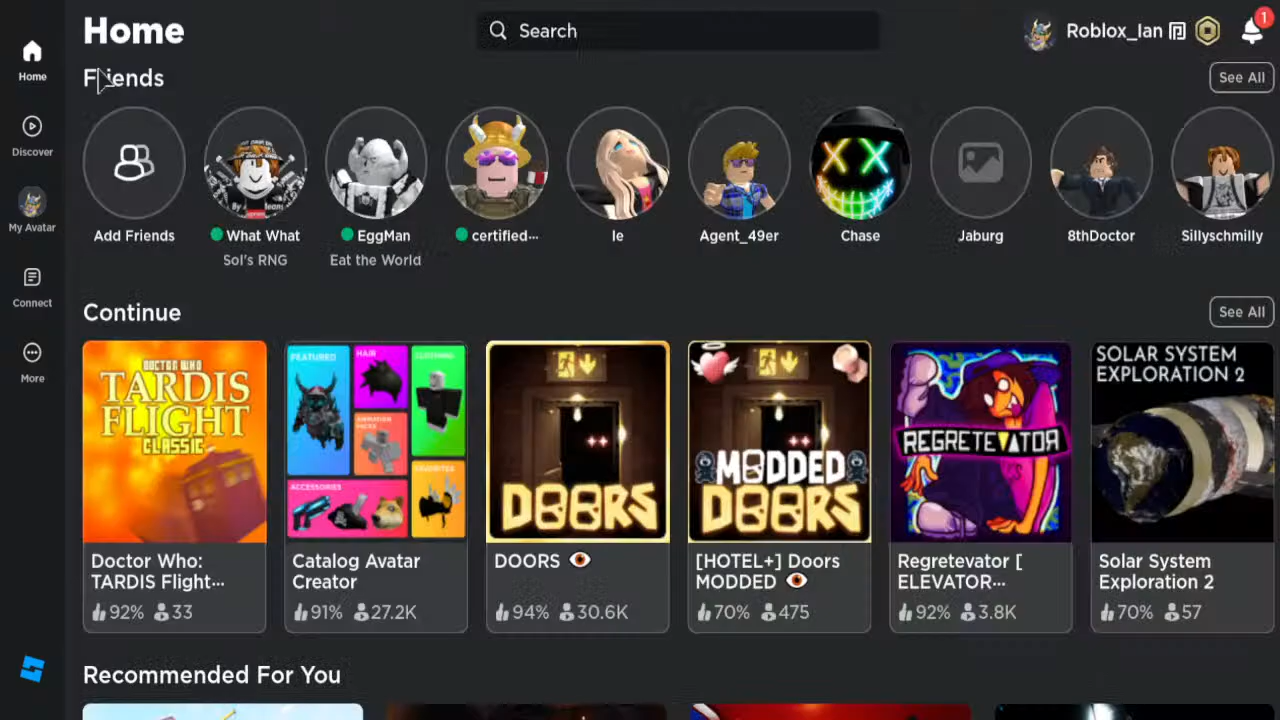 Home
Search
Roblox_Ian
1
Home
Discover
My Avatar
Connect
More
Friends
See All
Add Friends
What What
Sol's RNG
EggMan
Eat the World
certified...
le
Agent_49er
Chase
Jaburg
8thDoctor
Sillyschmilly
Continue
See All
DOCTOR WHO
TARDIS
FLIGHT
CLASSIC
Doctor Who:
TARDIS Flight...
92% 33
FEATURED
HAIR
CLOTHING
ANIMATION
PACKS
ACCESSORIES
FAVORITES
Catalog Avatar
Creator
91% 27.2K
DOORS
DOORS
94% 30.6K
MODDED
DOORS
[HOTEL+] Doors
MODDED
70% 475
REGRETEVATOR
Regretevator [
ELEVATOR...
92% 3.8K
SOLAR SYSTEM
EXPLORATION 2
Solar System
Exploration 2
70% 57
Recommended For You